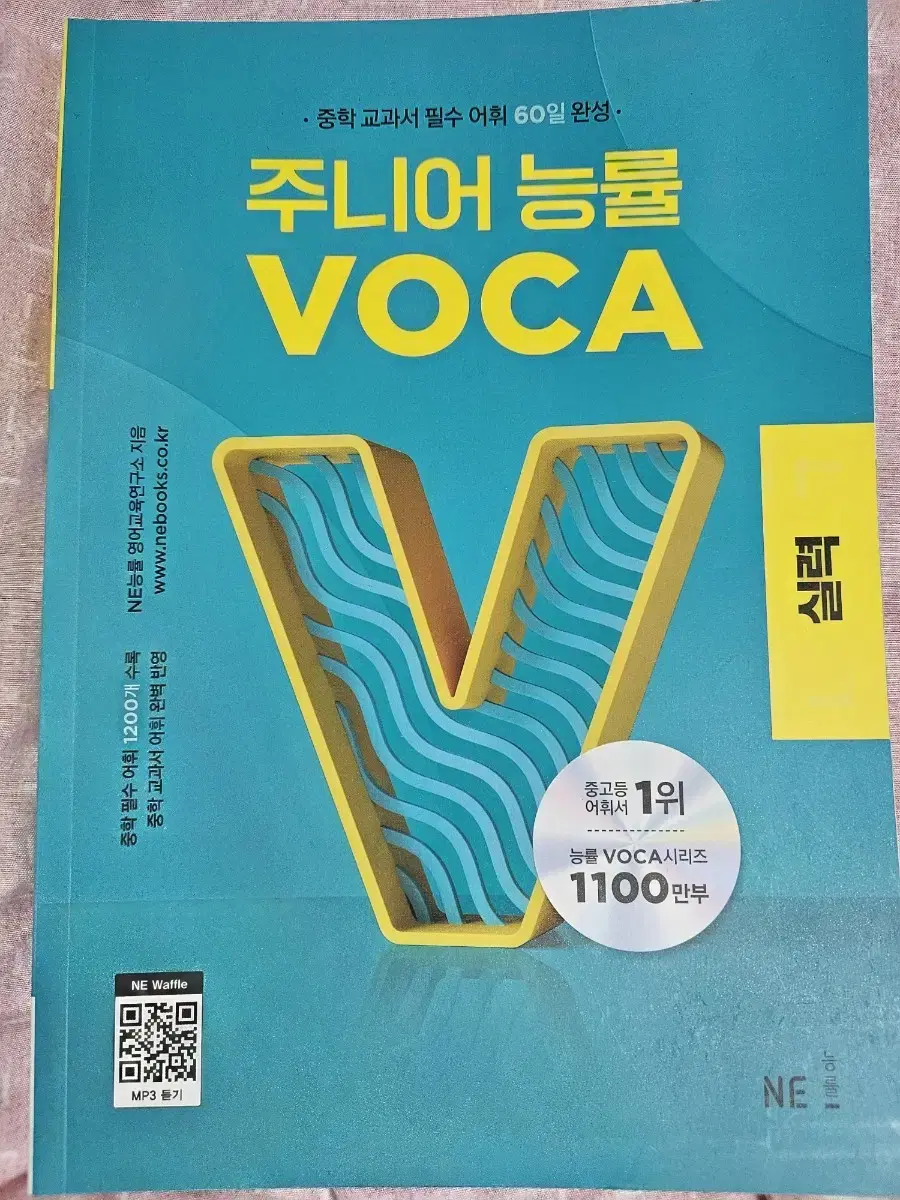 · 중학 교과서 필수 어휘 60일 완성 ·
주니어 능률
VOCA
NE능률 영어교육연구소 지음
www.nebooks.co.kr
실력
중학 필수 어휘 1200개 수록
중학 교과서 어휘 완벽 반영
중고등
어휘서 1위
능률 VOCA시리즈
1100만부
NE Waffle
MP3 듣기
NE 능률